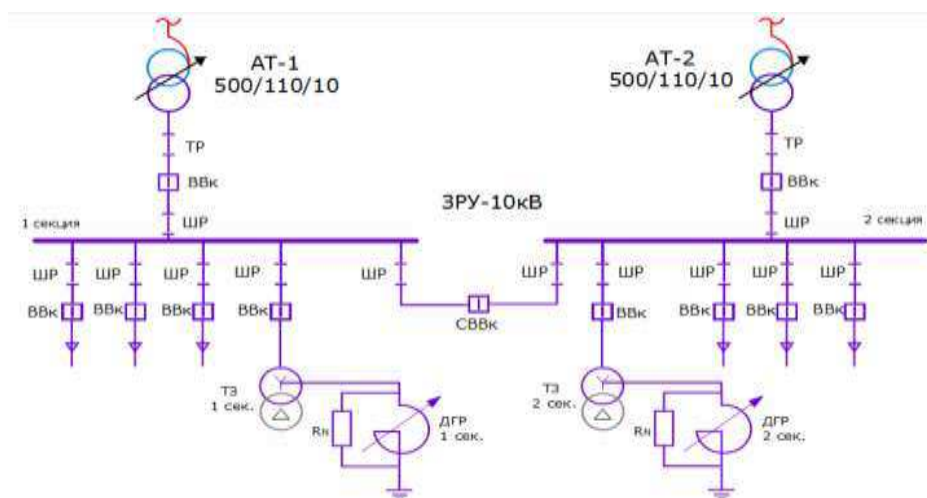 АТ-1
500/110/10
АТ-2
500/110/10
ТР
ТР
ВВк
ВВк
ЗРУ-10кВ
1 секция
ШР
ШР
2 секция
ШР
ШР
ШР
ШР
ШР
ШР
ШР
ШР
ШР
ШР
ВВк
ВВк
ВВк
ВВк
СВВк
ВВк
ВВк
ВВк
ВВк
ТЗ
1 сек.
RN
ДГР
1 сек.
ТЗ
2 сек.
RN
ДГР
2 сек.